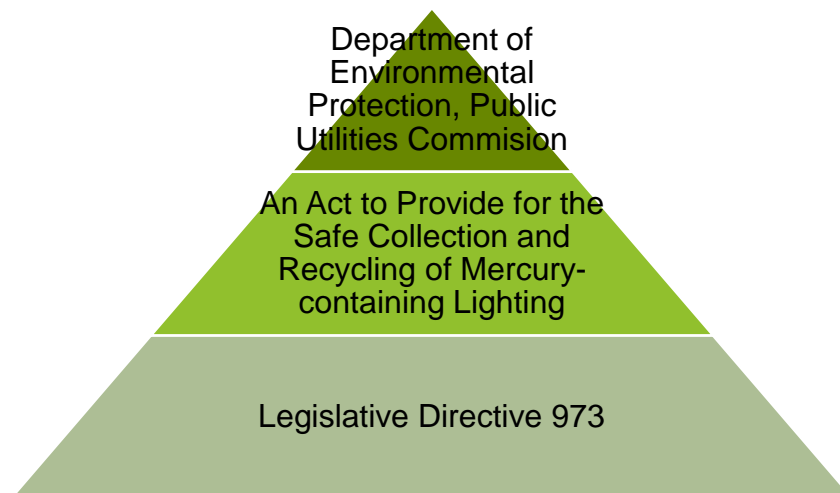 Department of
Environmental
Protection, Public
Utilities Commision
An Act to Provide for the
Safe Collection and
Recycling of Mercury-
containing Lighting
Legislative Directive 973